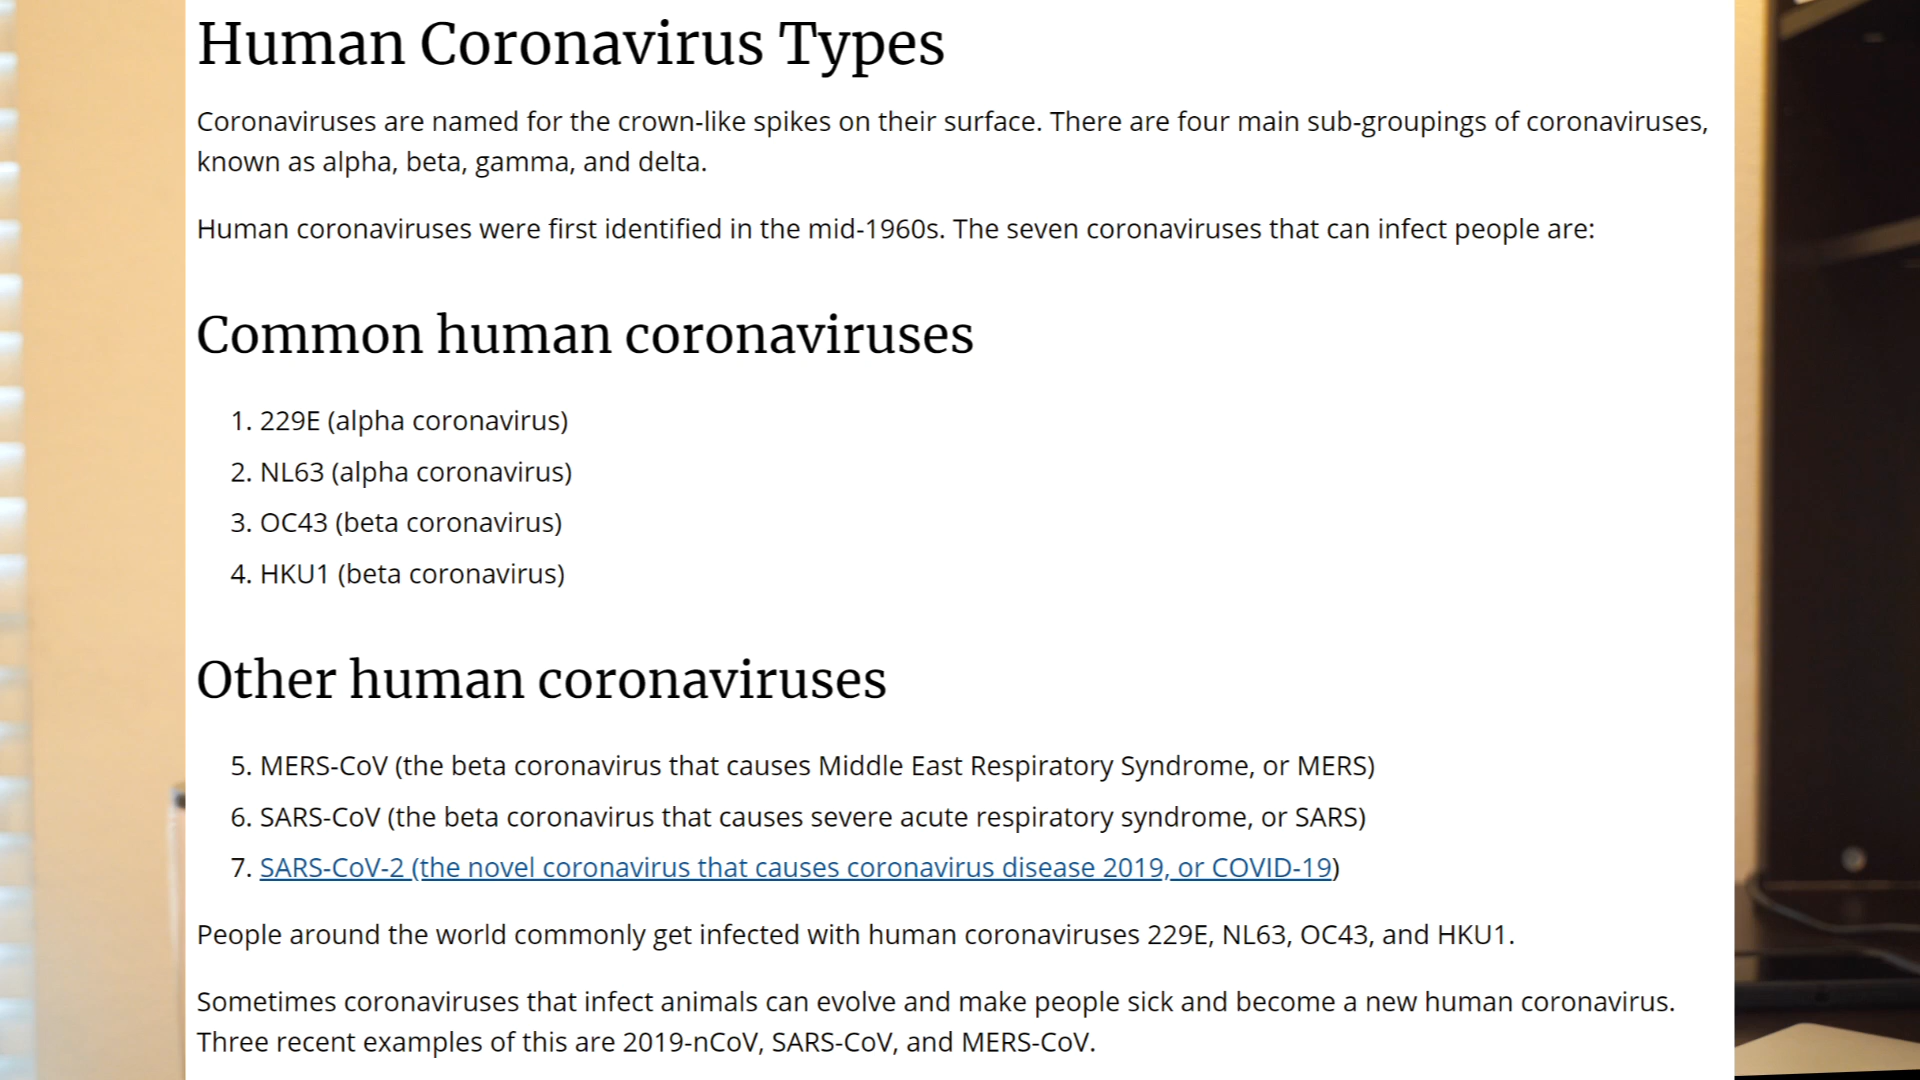 Human Coronavirus Types
Coronaviruses are named for the crown-like spikes on their surface. There are four main sub-groupings of coronaviruses,
known as alpha, beta, gamma, and delta.
Human coronaviruses were first identified in the mid-1960s. The seven coronaviruses that can infect people are:
Common human coronaviruses
1. 229E (alpha coronavirus)
2. NL63 (alpha coronavirus)
3. OC43 (beta coronavirus)
4. HKU1 (beta coronavirus)
Other human coronaviruses
5. MERS-CoV (the beta coronavirus that causes Middle East Respiratory Syndrome, or MERS)
6. SARS-CoV (the beta coronavirus that causes severe acute respiratory syndrome, or SARS)
7. SARS-CoV-2 (the novel coronavirus that causes coronavirus disease 2019, or COVID-19)
People around the world commonly get infected with human coronaviruses 229E, NL63, OC43, and HKU1.
Sometimes coronaviruses that infect animals can evolve and make people sick and become a new human coronavirus.
Three recent examples of this are 2019-nCoV, SARS-CoV, and MERS-CoV.